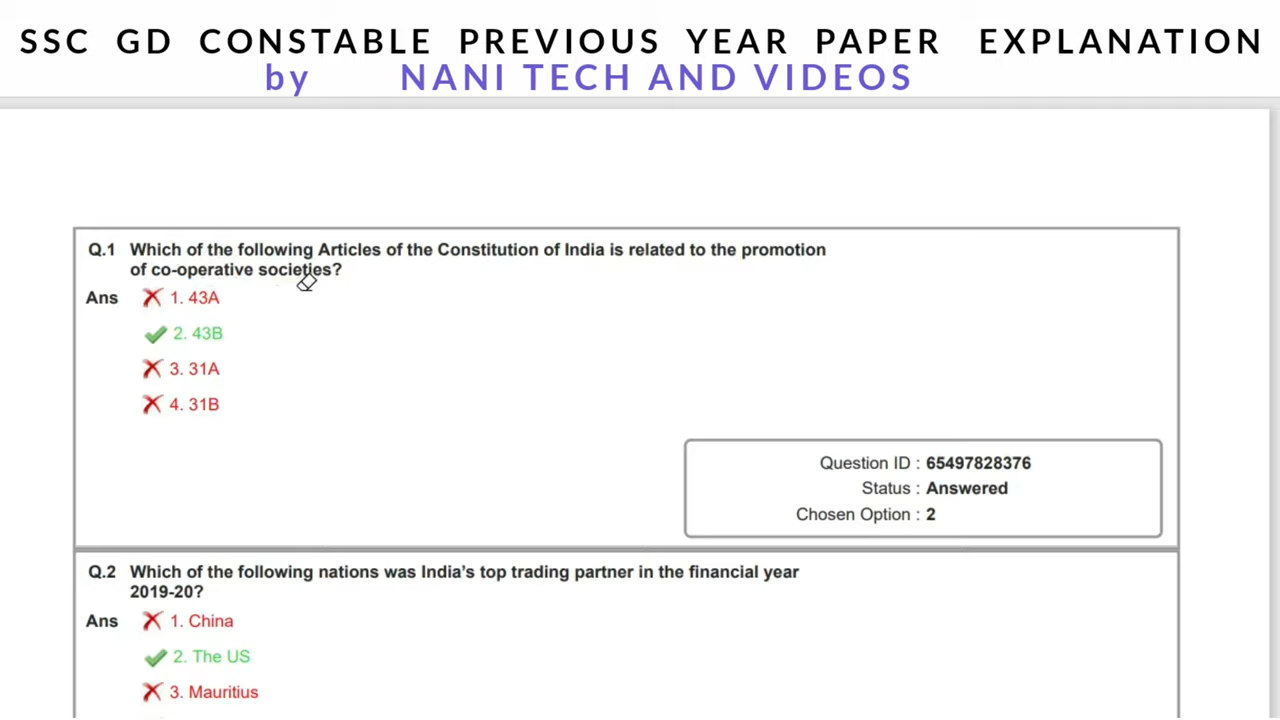 SSC GD CONSTABLE PREVIOUS YEAR PAPER EXPLANATION
by NANI TECH AND VIDEOS
Q.1 Which of the following Articles of the Constitution of India is related to the promotion
of co-operative societies?
Ans 1. 43A
2. 43B
3. 31A
4. 31B
Question ID : 65497828376
Status : Answered
Chosen Option : 2
Q.2 Which of the following nations was India’s top trading partner in the financial year
2019-20?
Ans 1. China
2. The US
3. Mauritius